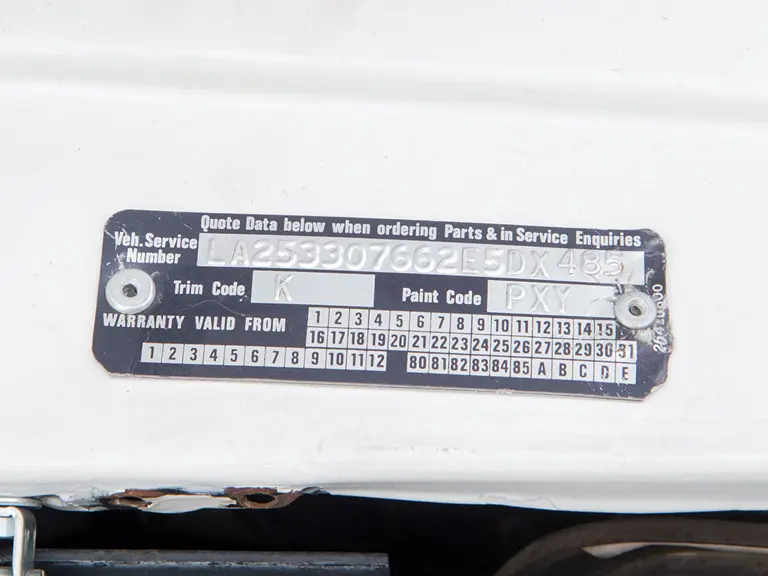 Quote Data below when ordering Parts & in Service Enquiries
Veh. Service Number LA253307662E5DX485
Trim Code K Paint Code PXY
WARRANTY VALID FROM 1 2 3 4 5 6 7 8 9 10 11 12 13 14 15
16 17 18 19 20 21 22 23 24 25 26 27 28 29 30 31
1 2 3 4 5 6 7 8 9 10 11 12 80 81 82 83 84 85 A B C D E